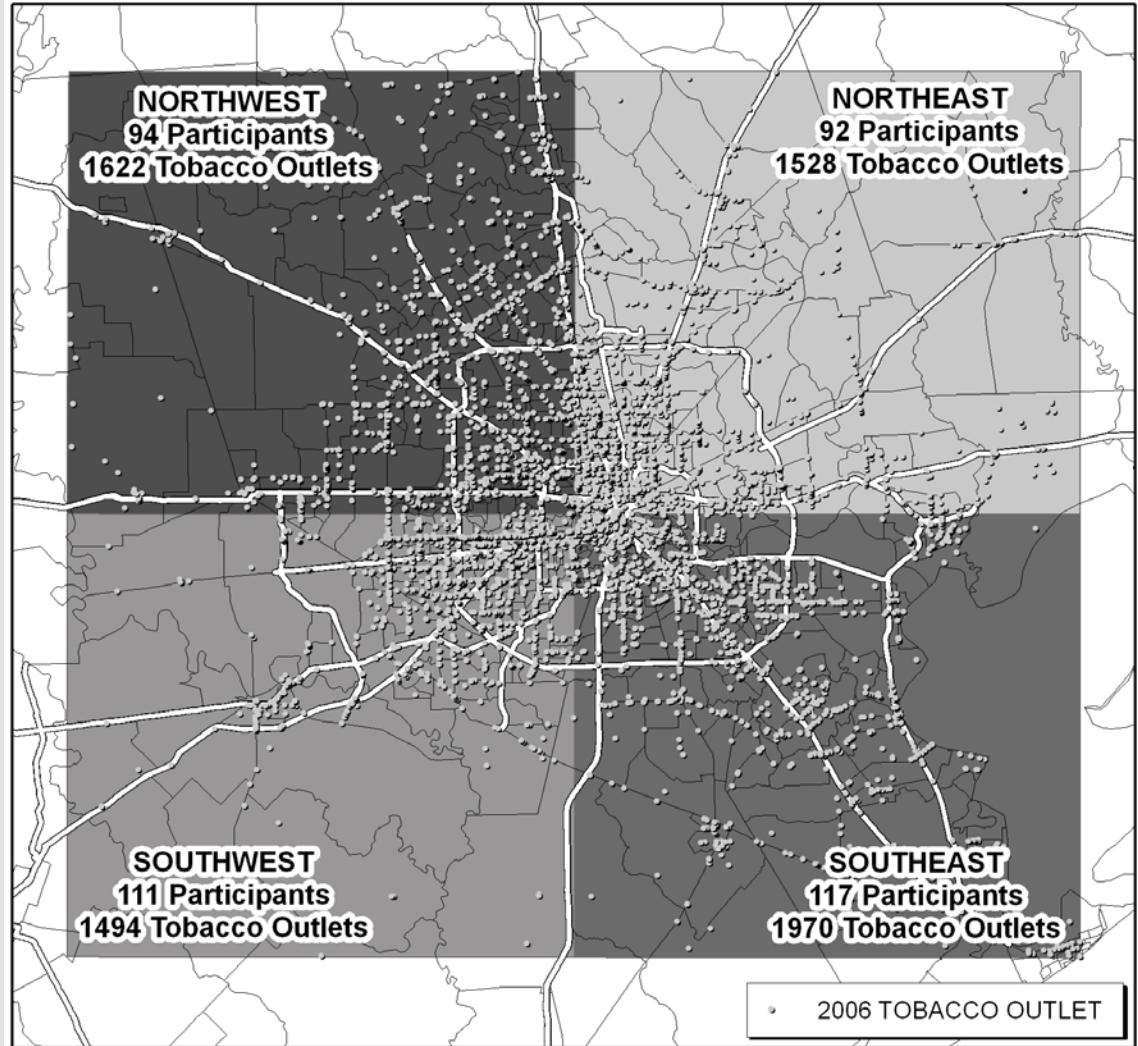 NORTHWEST
94 Participants
1622 Tobacco Outlets
NORTHEAST
92 Participants
1528 Tobacco Outlets
SOUTHWEST
111 Participants
1494 Tobacco Outlets
SOUTHEAST
117 Participants
1970 Tobacco Outlets
2006 TOBACCO OUTLET